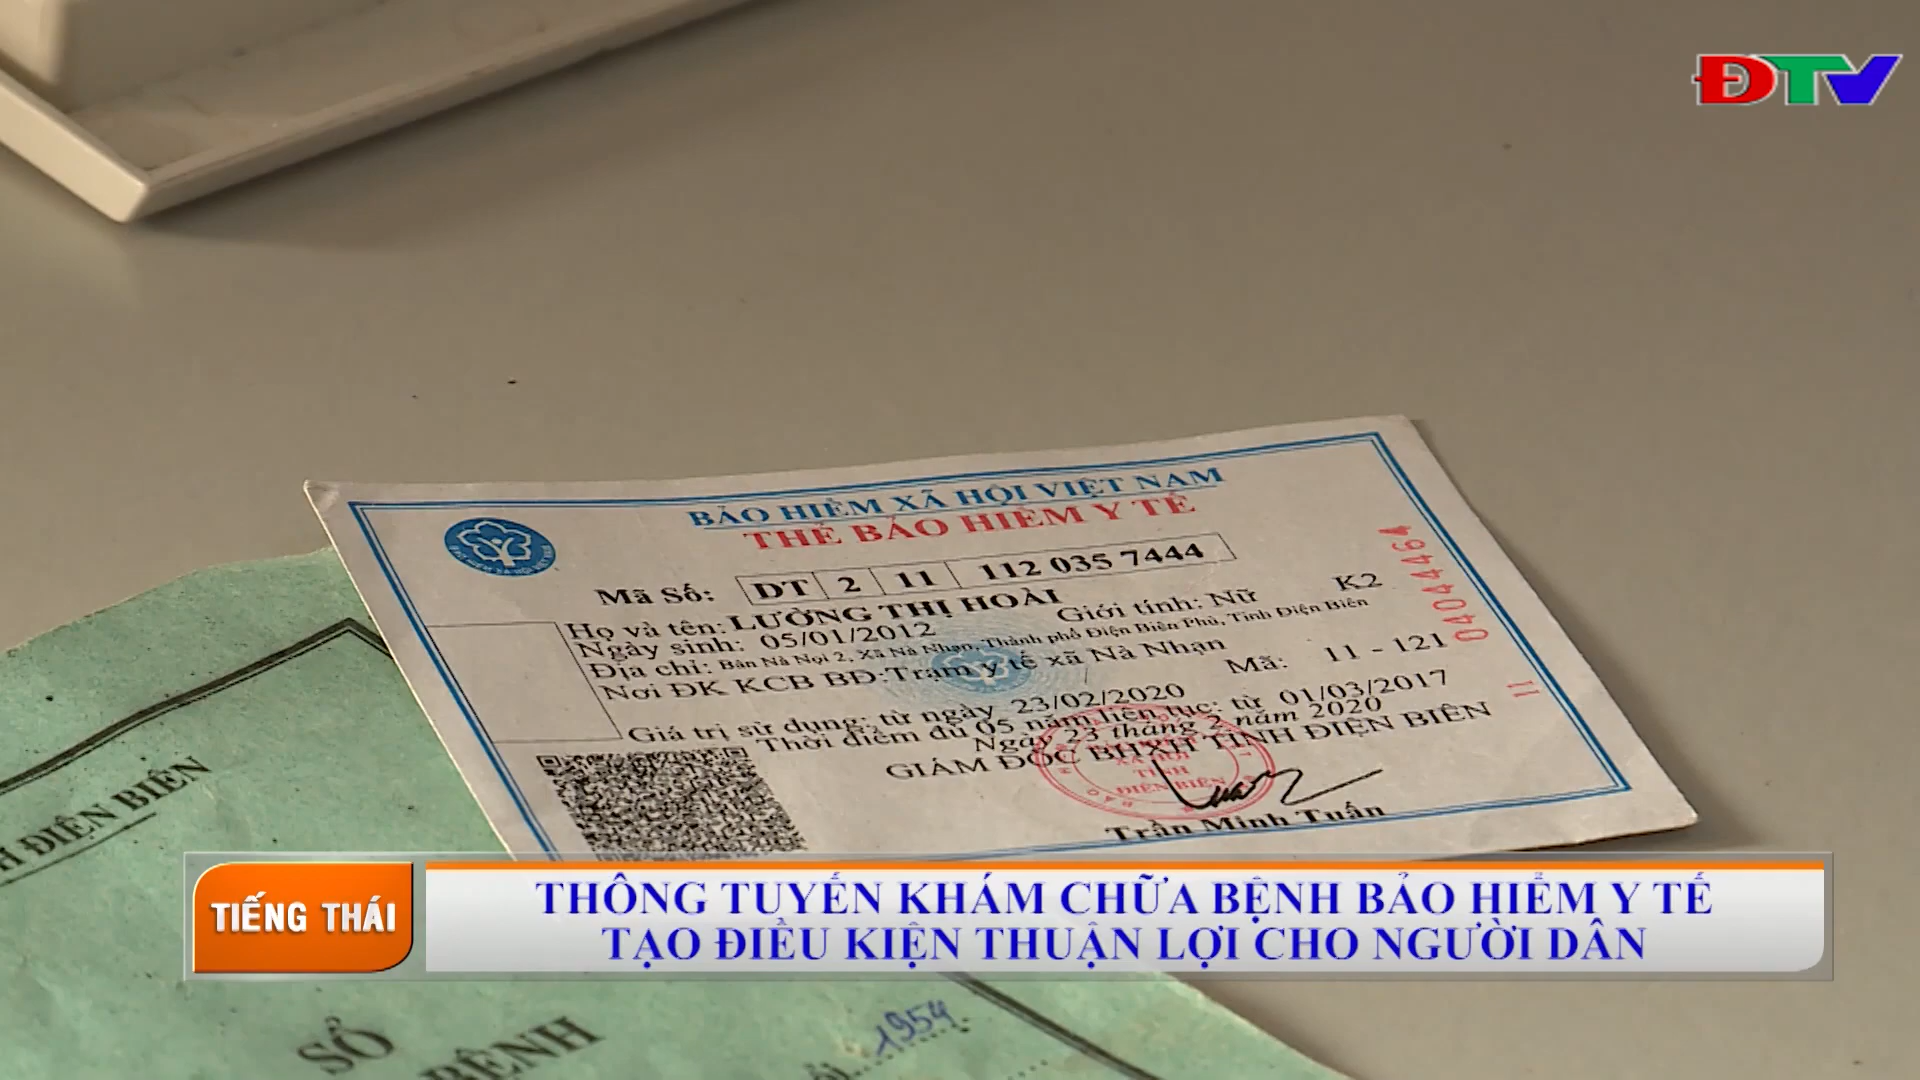 ĐTV
BẢO HIỂM XÃ HỘI VIỆT NAM
THẺ BẢO HIỂM Y TẾ
Mã Số: DT 2 11 112 035 7444
Họ và tên: LƯỜNG THỊ HOÀI
Ngày sinh: 05/01/2012 Giới tính: Nữ K2
Địa chỉ: Bản Nà Nọi 2, Xã Nà Nhạn, Thành phố Điện Biên Phủ, Tỉnh Điện Biên
Nơi ĐK KCB BĐ: Trạm y tế xã Nà Nhạn Mã: 11 - 121
Giá trị sử dụng: từ ngày 23/02/2020
Thời điểm đủ 05 năm liên tục: từ 01/03/2017
Ngày 23 tháng 2 năm 2020
GIÁM ĐỐC BHXH TỈNH ĐIỆN BIÊN
XÃ HỘI
TỈNH
ĐIỆN BIÊN
Trần Minh Tuấn
04044464
11
H ĐIỆN BIÊN
TIẾNG THÁI
THÔNG TUYẾN KHÁM CHỮA BỆNH BẢO HIỂM Y TẾ
TẠO ĐIỀU KIỆN THUẬN LỢI CHO NGƯỜI DÂN
SỔ
BỆNH
1954